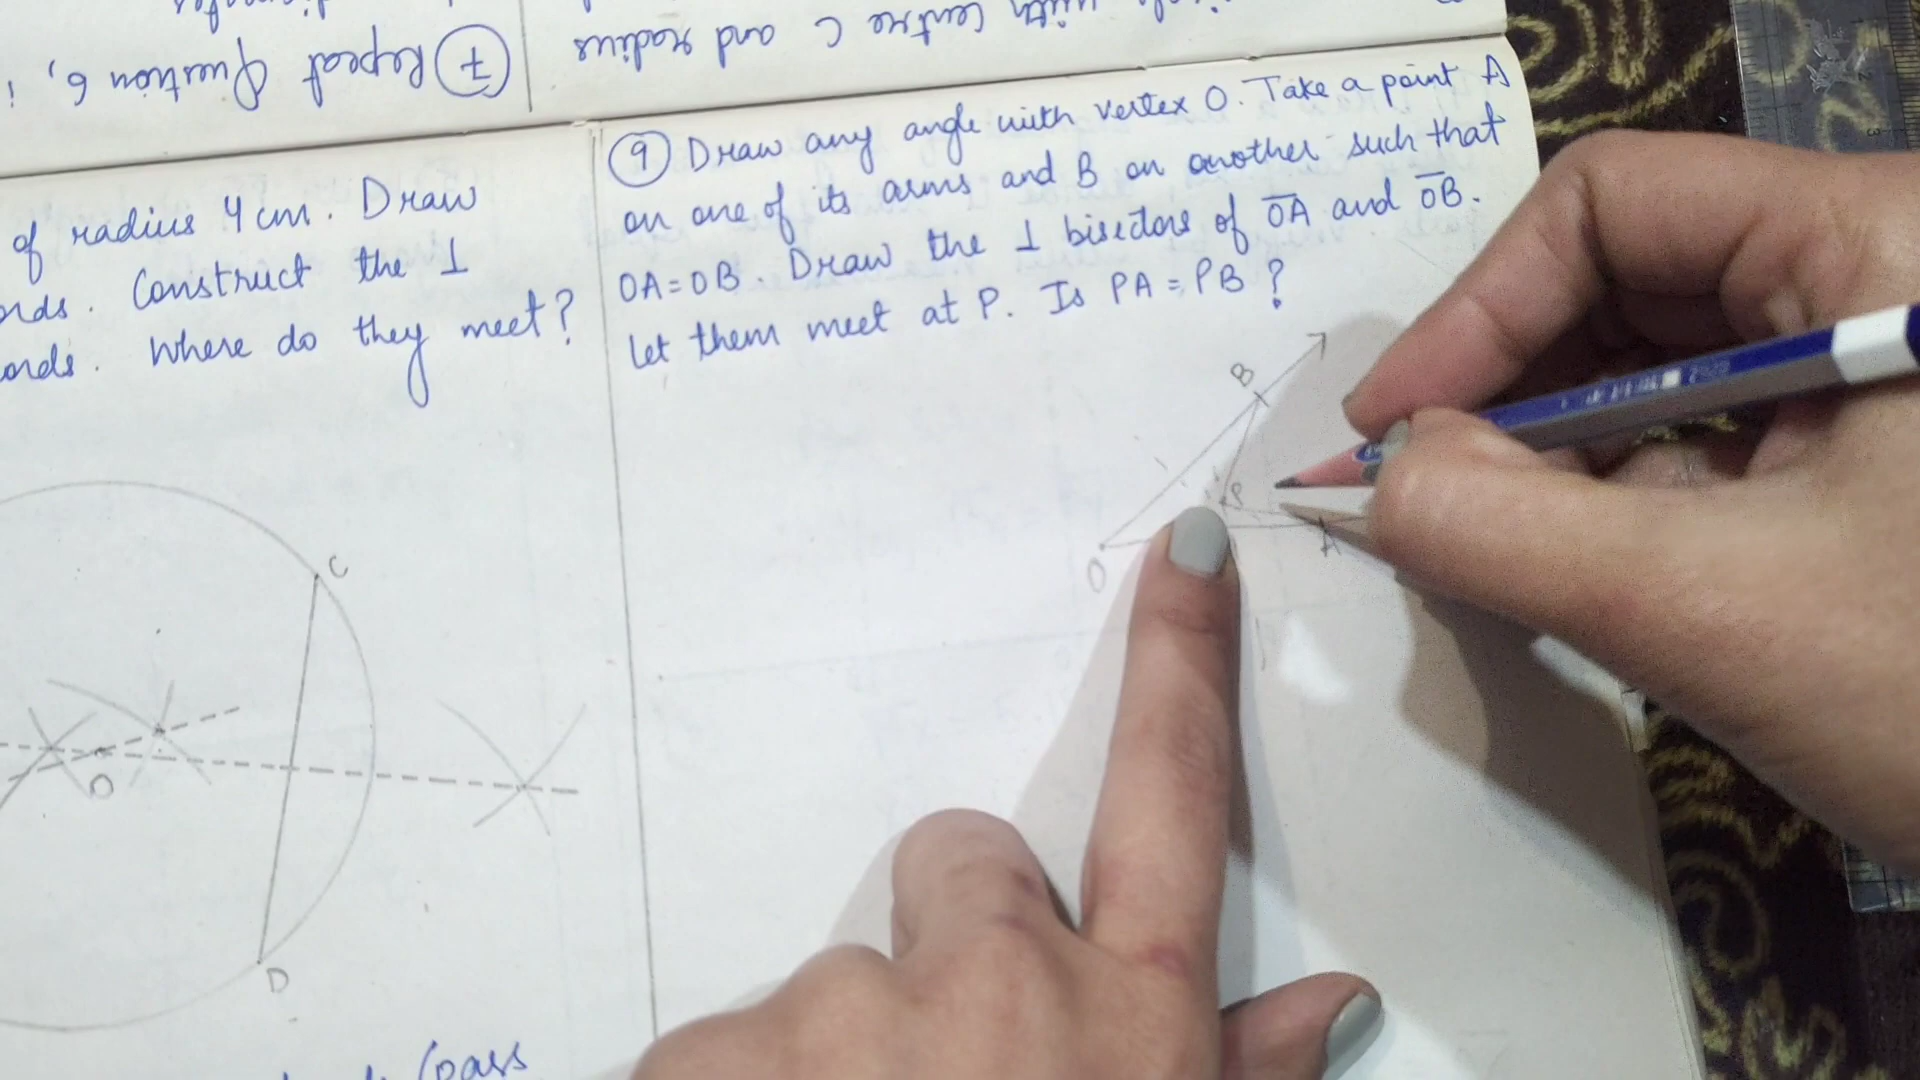 ⑦ Repeat Question 6, i
with centre C and radius
of radius 4 cm. Draw
Construct the ⊥
Where do they meet?
⑨ Draw any angle with vertex O. Take a point A
on one of its arms and B on another such that
OA = OB. Draw the ⊥ bisectors of O̅A̅ and O̅B̅.
Let them meet at P. Is PA = PB ?
B
P
A
O
C
O
D